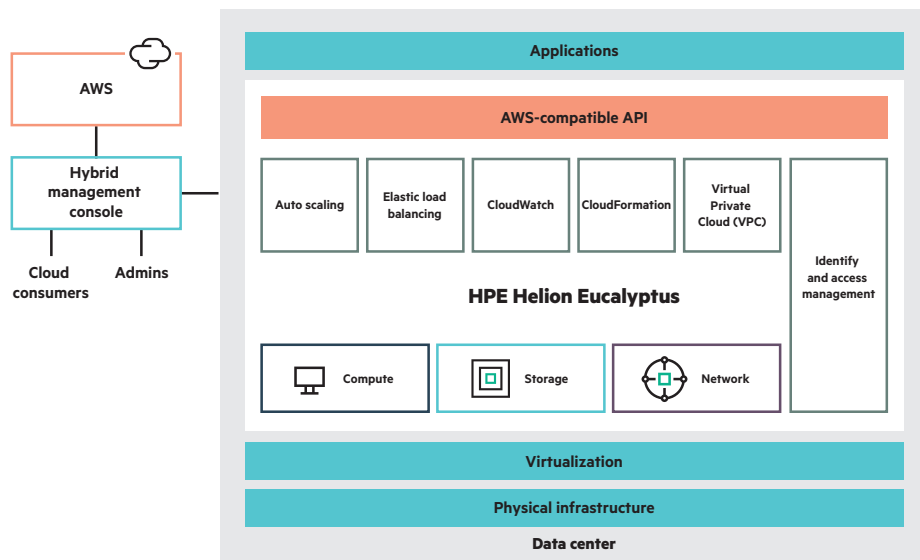 AWS
Hybrid
management
console
Cloud
consumers
Admins
Applications
AWS-compatible API
Auto scaling
Elastic load
balancing
CloudWatch
CloudFormation
Virtual
Private
Cloud (VPC)
Identify
and access
management
HPE Helion Eucalyptus
Compute
Storage
Network
Virtualization
Physical infrastructure
Data center